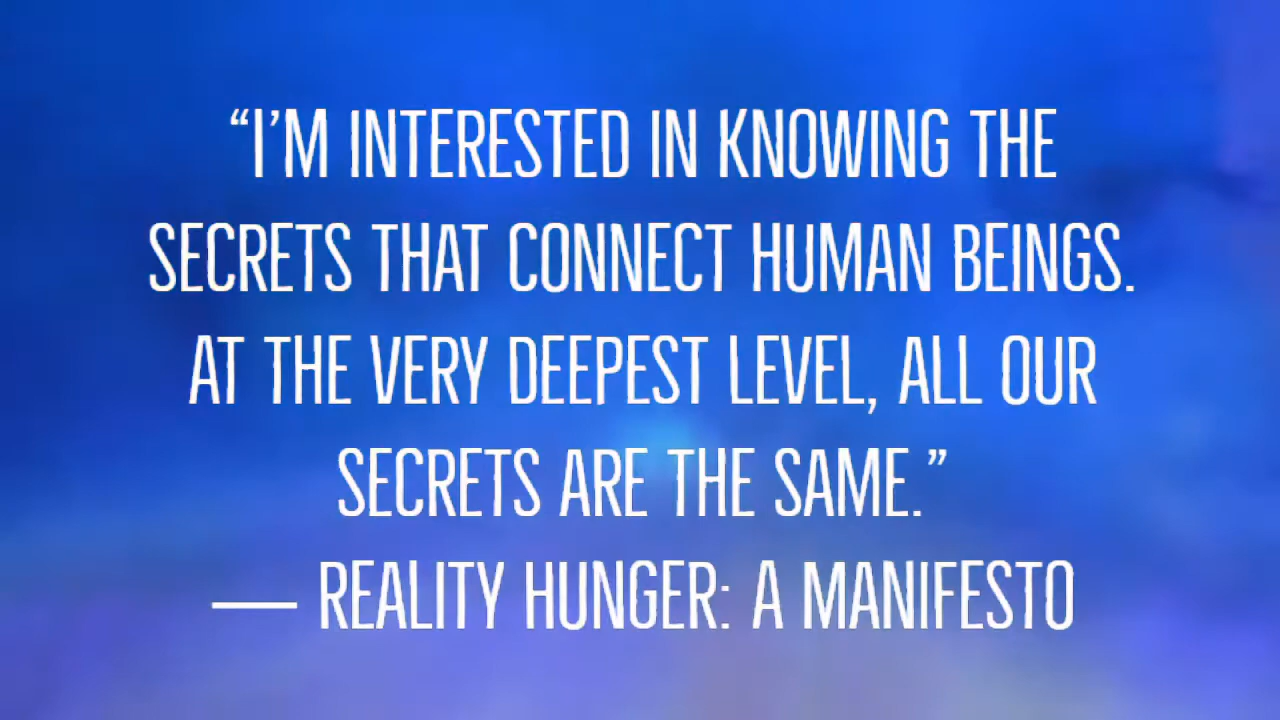 “I’M INTERESTED IN KNOWING THE
SECRETS THAT CONNECT HUMAN BEINGS.
AT THE VERY DEEPEST LEVEL, ALL OUR
SECRETS ARE THE SAME.”
— REALITY HUNGER: A MANIFESTO